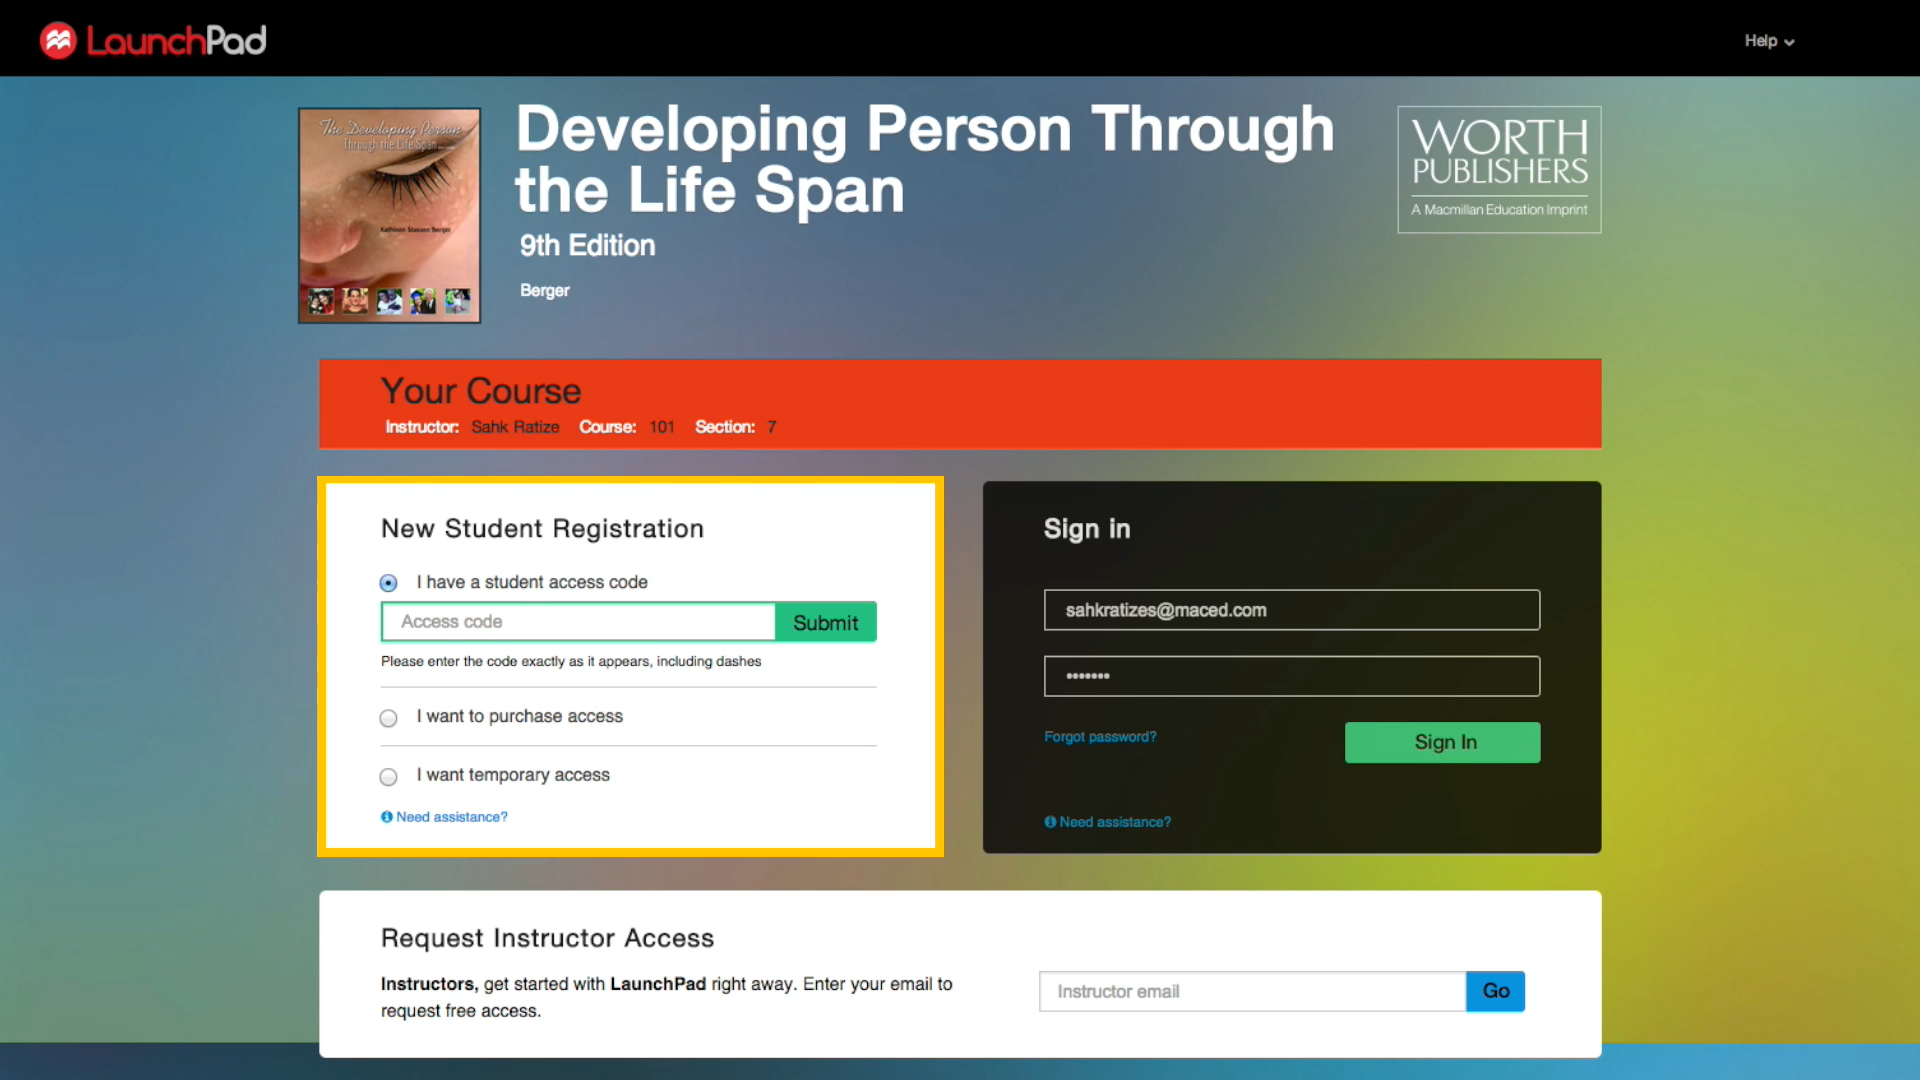 LaunchPad
Help
The Developing Person
Through the Life Span
Kathleen Stassen Berger
Developing Person Through
the Life Span
9th Edition
Berger
WORTH
PUBLISHERS
A Macmillan Education Imprint
Your Course
Instructor: Sahk Ratize Course: 101 Section: 7
New Student Registration
I have a student access code
Access code Submit
Please enter the code exactly as it appears, including dashes
I want to purchase access
I want temporary access
Need assistance?
Sign in
sahkratizes@maced.com
•••••••
Forgot password? Sign In
Need assistance?
Request Instructor Access
Instructors, get started with LaunchPad right away. Enter your email to
request free access.
Instructor email Go